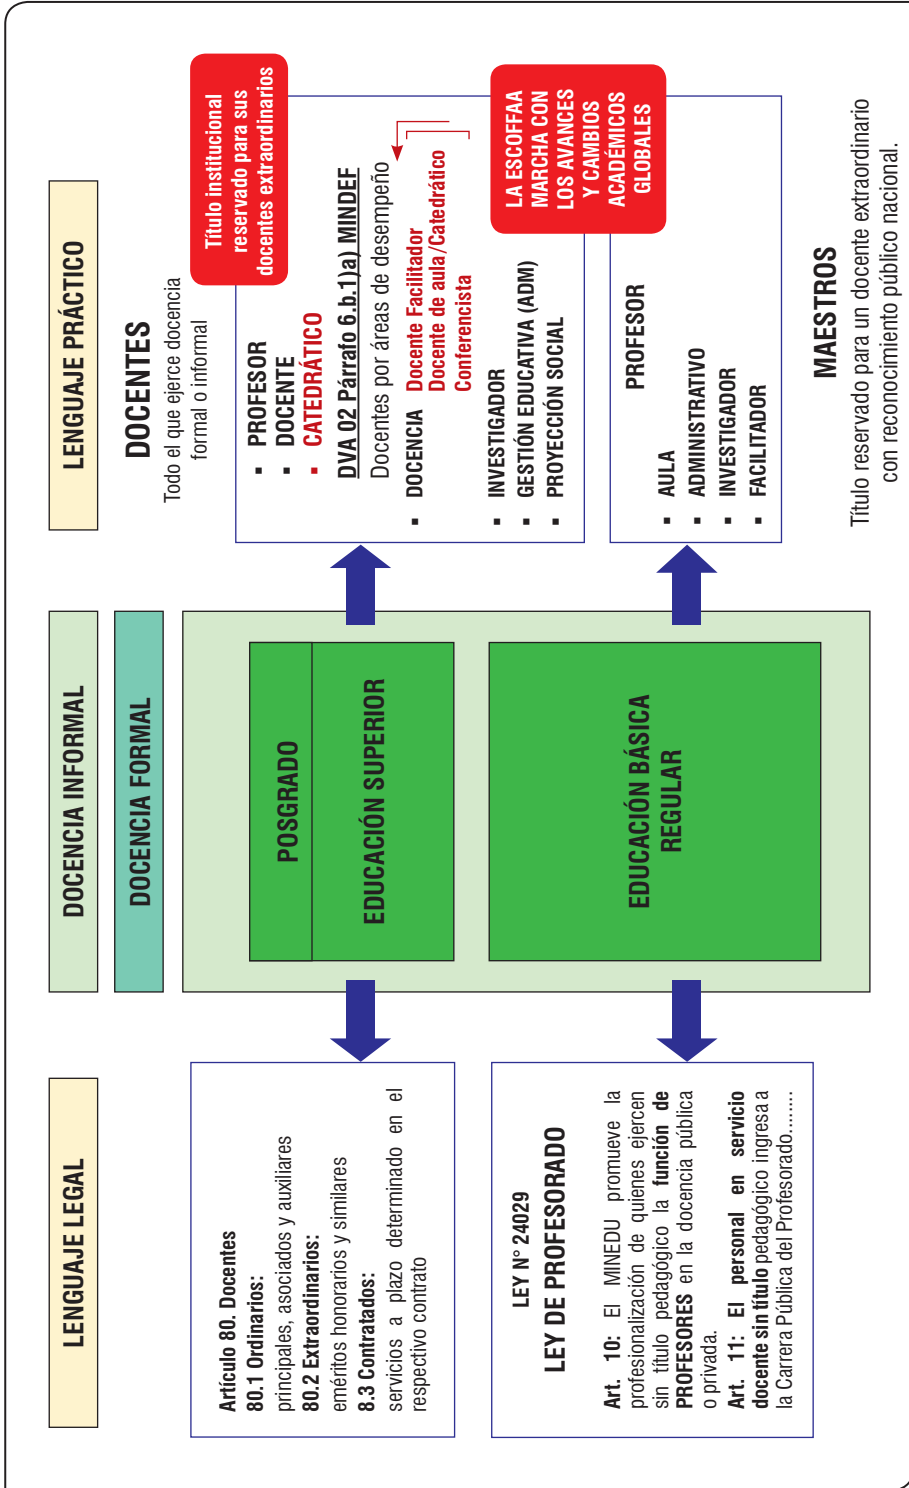 LENGUAJE LEGAL
Artículo 80. Docentes
80.1 Ordinarios:
principales, asociados y auxiliares
80.2 Extraordinarios:
eméritos honorarios y similares
8.3 Contratados:
servicios a plazo determinado en el
respectivo contrato
LEY N° 24029
LEY DE PROFESORADO
Art. 10: El MINEDU promueve la
profesionalización de quienes ejercen
sin título pedagógico la función de
PROFESORES en la docencia pública
o privada.
Art. 11: El personal en servicio
docente sin título pedagógico ingresa a
la Carrera Pública del Profesorado........
DOCENCIA INFORMAL
DOCENCIA FORMAL
POSGRADO
EDUCACIÓN SUPERIOR
EDUCACIÓN BÁSICA
REGULAR
LENGUAJE PRÁCTICO
DOCENTES
Todo el que ejerce docencia
formal o informal
Título institucional
reservado para sus
docentes extraordinarios
▪ PROFESOR
▪ DOCENTE
▪ CATEDRÁTICO
DVA 02 Párrafo 6.b.1)a) MINDEF
Docentes por áreas de desempeño
▪ DOCENCIA Docente Facilitador
Docente de aula/Catedrático
Conferencista
▪ INVESTIGADOR
▪ GESTIÓN EDUCATIVA (ADM)
▪ PROYECCIÓN SOCIAL
LA ESCOFFAA
MARCHA CON
LOS AVANCES
Y CAMBIOS
ACADÉMICOS
GLOBALES
PROFESOR
▪ AULA
▪ ADMINISTRATIVO
▪ INVESTIGADOR
▪ FACILITADOR
MAESTROS
Título reservado para un docente extraordinario
con reconocimiento público nacional.